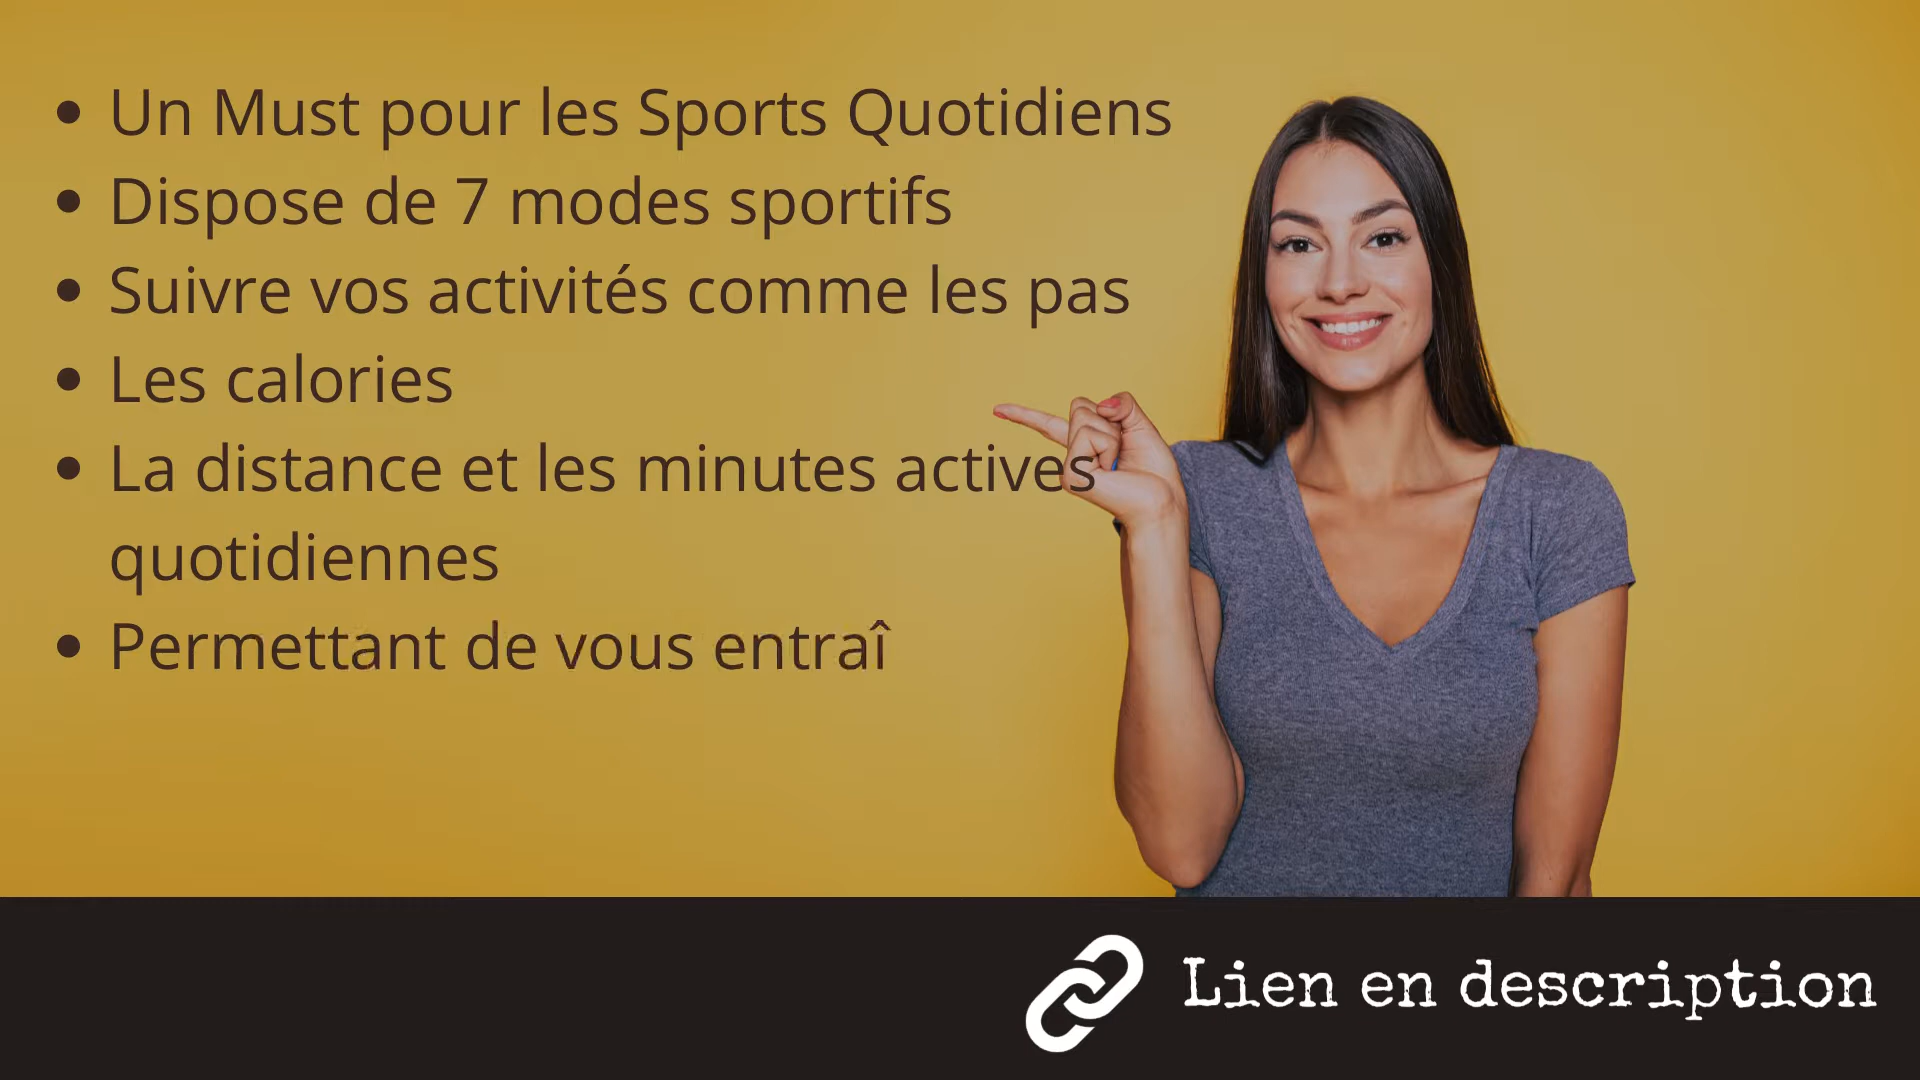 • Un Must pour les Sports Quotidiens
• Dispose de 7 modes sportifs
• Suivre vos activités comme les pas
• Les calories
• La distance et les minutes actives
quotidiennes
• Permettant de vous entraî
Lien en description